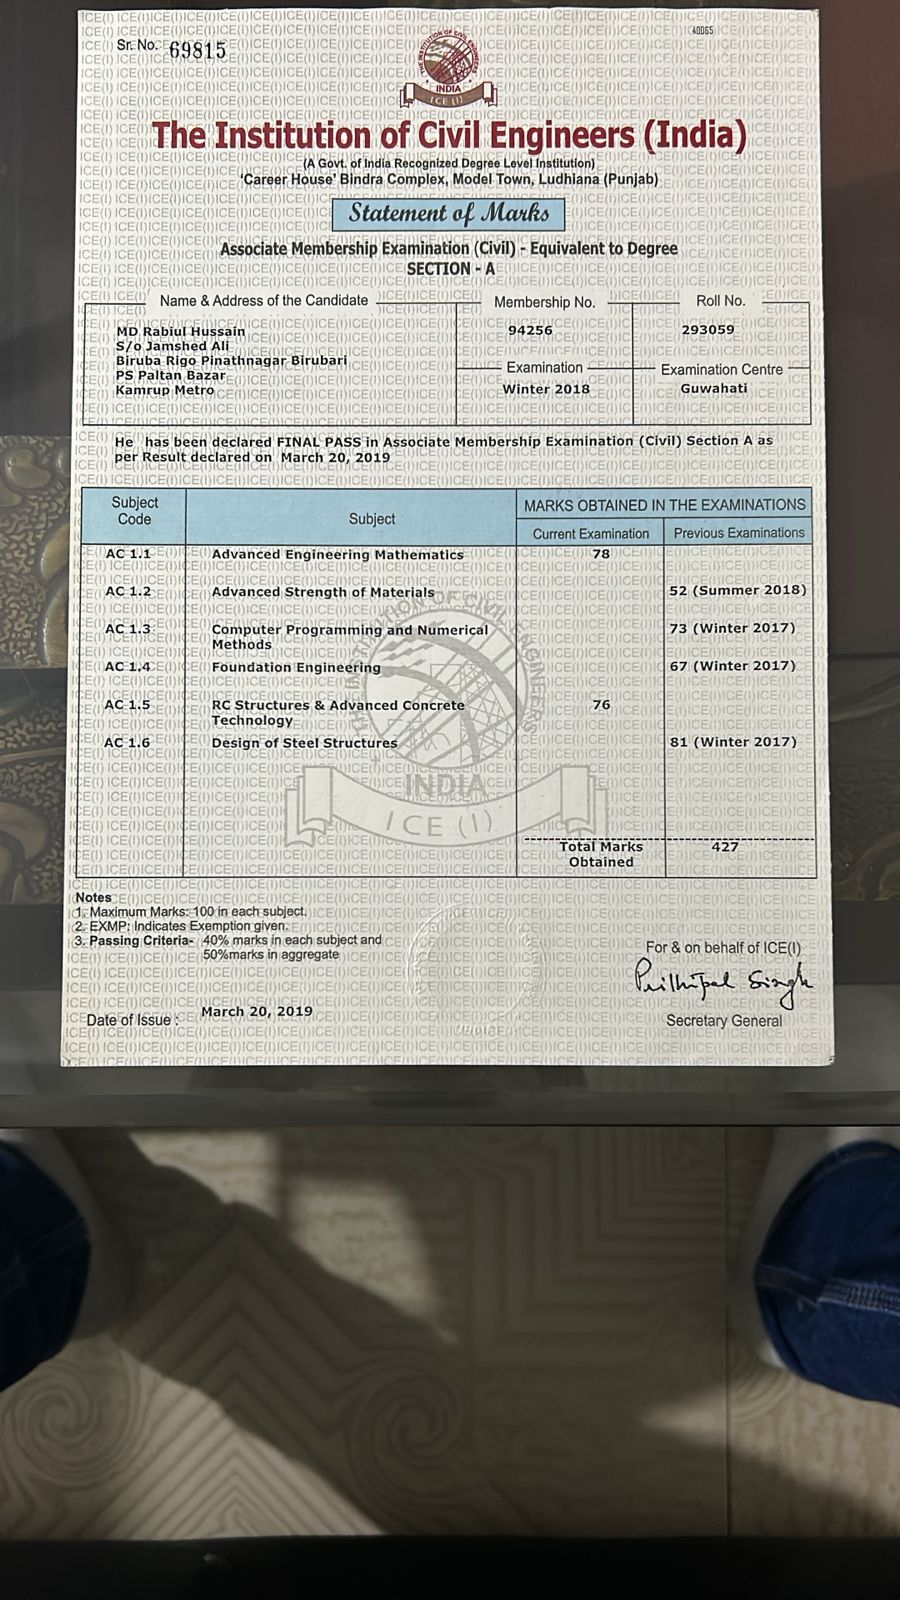 40065
Sr. No. 69815
THE INSTITUTION OF CIVIL ENGINEERS
INDIA
ICE (I)
The Institution of Civil Engineers (India)
(A Govt. of India Recognized Degree Level Institution)
'Career House' Bindra Complex, Model Town, Ludhiana (Punjab)
Statement of Marks
Associate Membership Examination (Civil) - Equivalent to Degree
SECTION - A
Name & Address of the Candidate
MD Rabiul Hussain
S/o Jamshed Ali
Biruba Rigo Pinathnagar Birubari
PS Paltan Bazar
Kamrup Metro
Membership No.
94256
Roll No.
293059
Examination
Winter 2018
Examination Centre
Guwahati
He has been declared FINAL PASS in Associate Membership Examination (Civil) Section A as
per Result declared on March 20, 2019
Subject Code
Subject
MARKS OBTAINED IN THE EXAMINATIONS
Current Examination Previous Examinations
AC 1.1 Advanced Engineering Mathematics 78
AC 1.2 Advanced Strength of Materials 52 (Summer 2018)
AC 1.3 Computer Programming and Numerical 73 (Winter 2017)
Methods
AC 1.4 Foundation Engineering 67 (Winter 2017)
AC 1.5 RC Structures & Advanced Concrete 76
Technology
AC 1.6 Design of Steel Structures 81 (Winter 2017)
THE INSTITUTION OF CIVIL ENGINEERS
INDIA
ICE (I)
Total Marks 427
Obtained
Notes
1. Maximum Marks: 100 in each subject.
2. EXMP: Indicates Exemption given.
3. Passing Criteria- 40% marks in each subject and
50%marks in aggregate
For & on behalf of ICE(I)
Prithipal Singh
Secretary General
Date of Issue : March 20, 2019